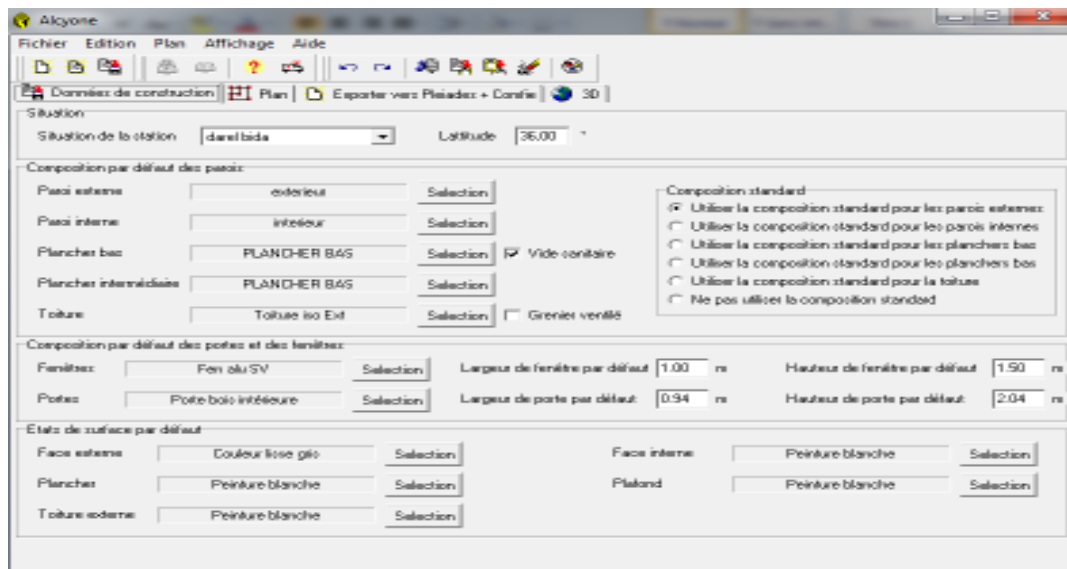 Alcyone
Fichier Edition Plan Affichage Aide
Données de construction Plan Exporter vers Pleiades + Comfie 3D
Situation
Situation de la station darelbida Latitude 36.00 °
Composition par défaut des parois
Paroi externe exterieur Selection
Paroi interne interieur Selection
Plancher bas PLANCHER BAS Selection Vide sanitaire
Plancher intermédiaire PLANCHER BAS Selection
Toiture Toiture iso Ext Selection Grenier ventilé
Composition standard
Utiliser la composition standard pour les parois externes
Utiliser la composition standard pour les parois internes
Utiliser la composition standard pour les planchers bas
Utiliser la composition standard pour les planchers bas
Utiliser la composition standard pour la toiture
Ne pas utiliser la composition standard
Composition par défaut des portes et des fenêtres
Fenêtres Fen alu SV Selection Largeur de fenêtre par défaut 1.00 m Hauteur de fenêtre par défaut 1.50 m
Portes Porte bois intérieure Selection Largeur de porte par défaut 0.94 m Hauteur de porte par défaut 2.04 m
Etats de surface par défaut
Face externe Couleur lisse gris Selection Face interne Peinture blanche Selection
Plancher Peinture blanche Selection Plafond Peinture blanche Selection
Toiture externe Peinture blanche Selection